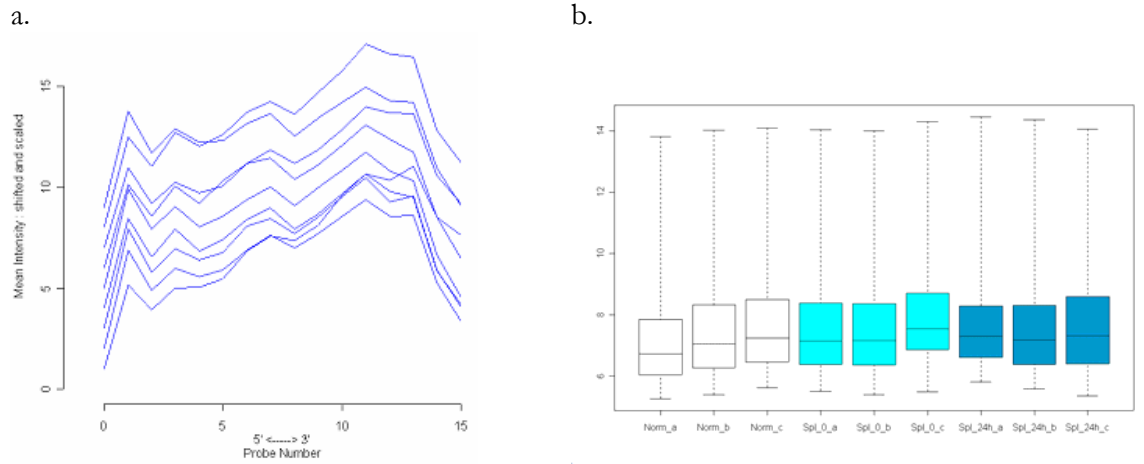 a.
b.
Mean Intensity : shifted and scaled
15
10
5
0
0 5 10 15
5' <-----> 3'
Probe Number
14
12
10
8
6
Norm_a Norm_b Norm_c Spl_0_a Spl_0_b Spl_0_c Spl_24h_a Spl_24h_b Spl_24h_c